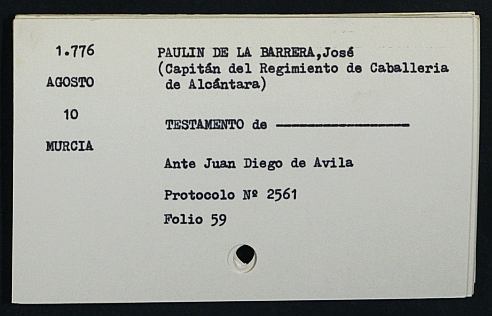 1.776
AGOSTO
10
MURCIA
PAULIN DE LA BARRERA,José
(Capitán del Regimiento de Caballeria
de Alcántara)
TESTAMENTO de ————————
Ante Juan Diego de Avila
Protocolo Nº 2561
Folio 59